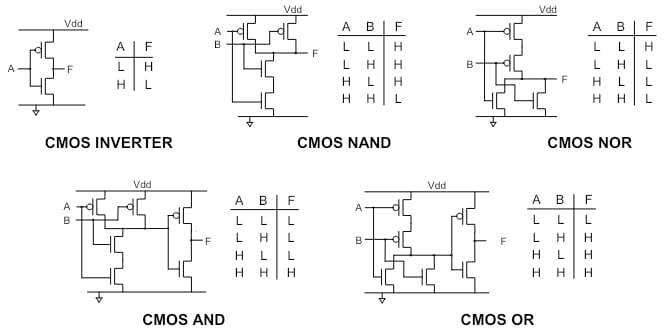 Vdd
A F
A F
L H
H L
CMOS INVERTER
Vdd
A
B
F
A B F
L L H
L H H
H L H
H H L
CMOS NAND
Vdd
A
B
F
A B F
L L H
L H L
H L L
H H L
CMOS NOR
Vdd
A
B
F
A B F
L L L
L H L
H L L
H H H
CMOS AND
Vdd
A
B
F
A B F
L L L
L H H
H L H
H H H
CMOS OR